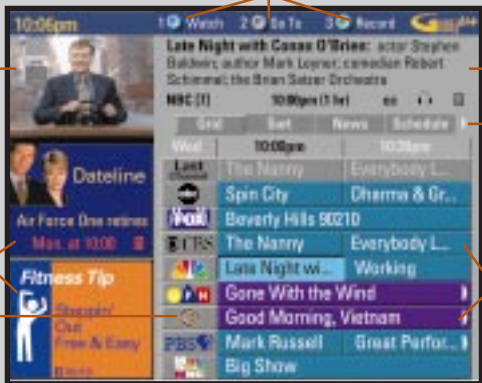 10:06pm
1 Watch 2 Go To 3 Record
Late Night with Conan O'Brien: actor Stephen
Baldwin; author Mark Leyner; comedian Robert
Schimmel; the Brian Setzer Orchestra
NBC [7] 10:00pm (1 hr)
Grid Sort News Schedule
Wed 10:00pm 10:30pm
Last The Nanny Everybody L...
Spin City Dharma & Gr...
Fox Beverly Hills 90210
CBS The Nanny Everybody L...
Late Night wi... Working
Gone With the Wind
Good Morning, Vietnam
PBS Mark Russell Great Perfor...
Big Show
Dateline
Air Force One retires
Mon. at 10:00
Fitness Tip
Steppin'
Out
Free & Easy